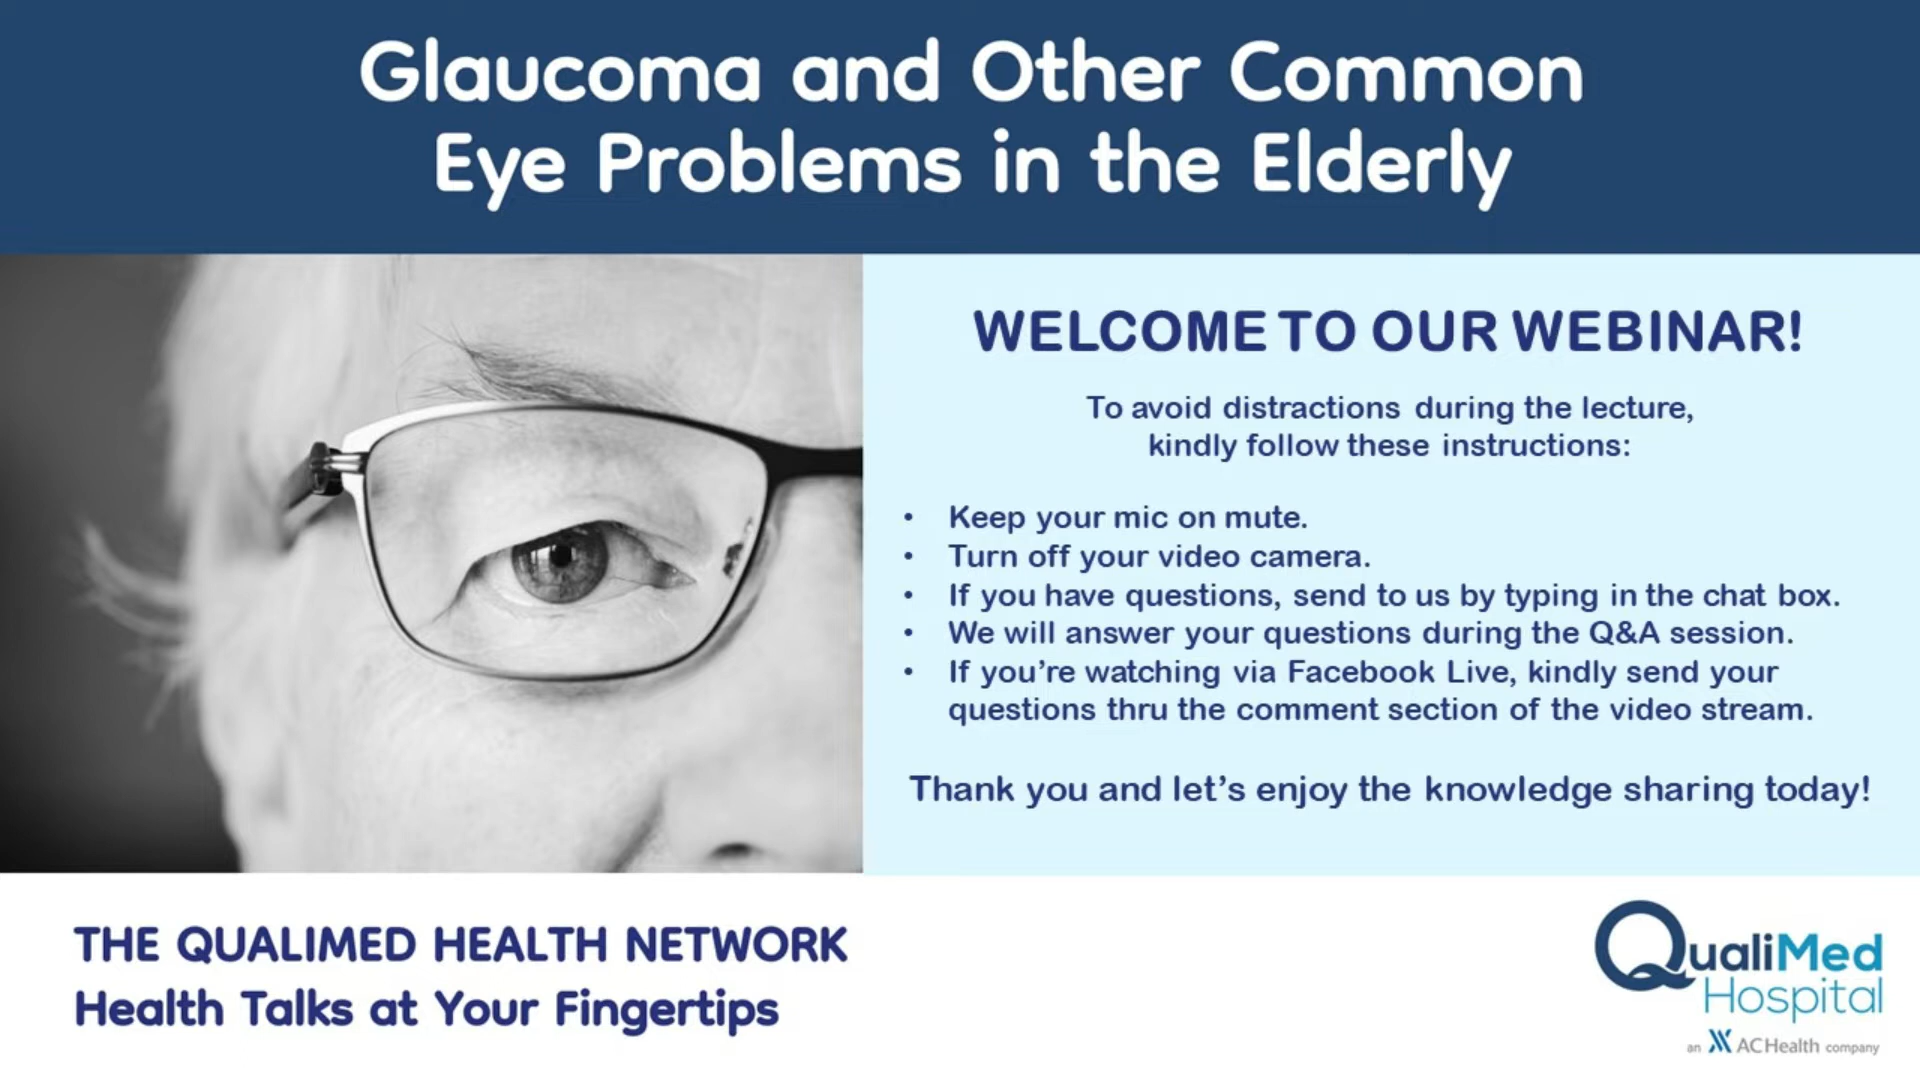 Glaucoma and Other Common
Eye Problems in the Elderly
WELCOME TO OUR WEBINAR!
To avoid distractions during the lecture,
kindly follow these instructions:
• Keep your mic on mute.
• Turn off your video camera.
• If you have questions, send to us by typing in the chat box.
• We will answer your questions during the Q&A session.
• If you’re watching via Facebook Live, kindly send your
questions thru the comment section of the video stream.
Thank you and let’s enjoy the knowledge sharing today!
THE QUALIMED HEALTH NETWORK
Health Talks at Your Fingertips
QualiMed
Hospital
an AC Health company